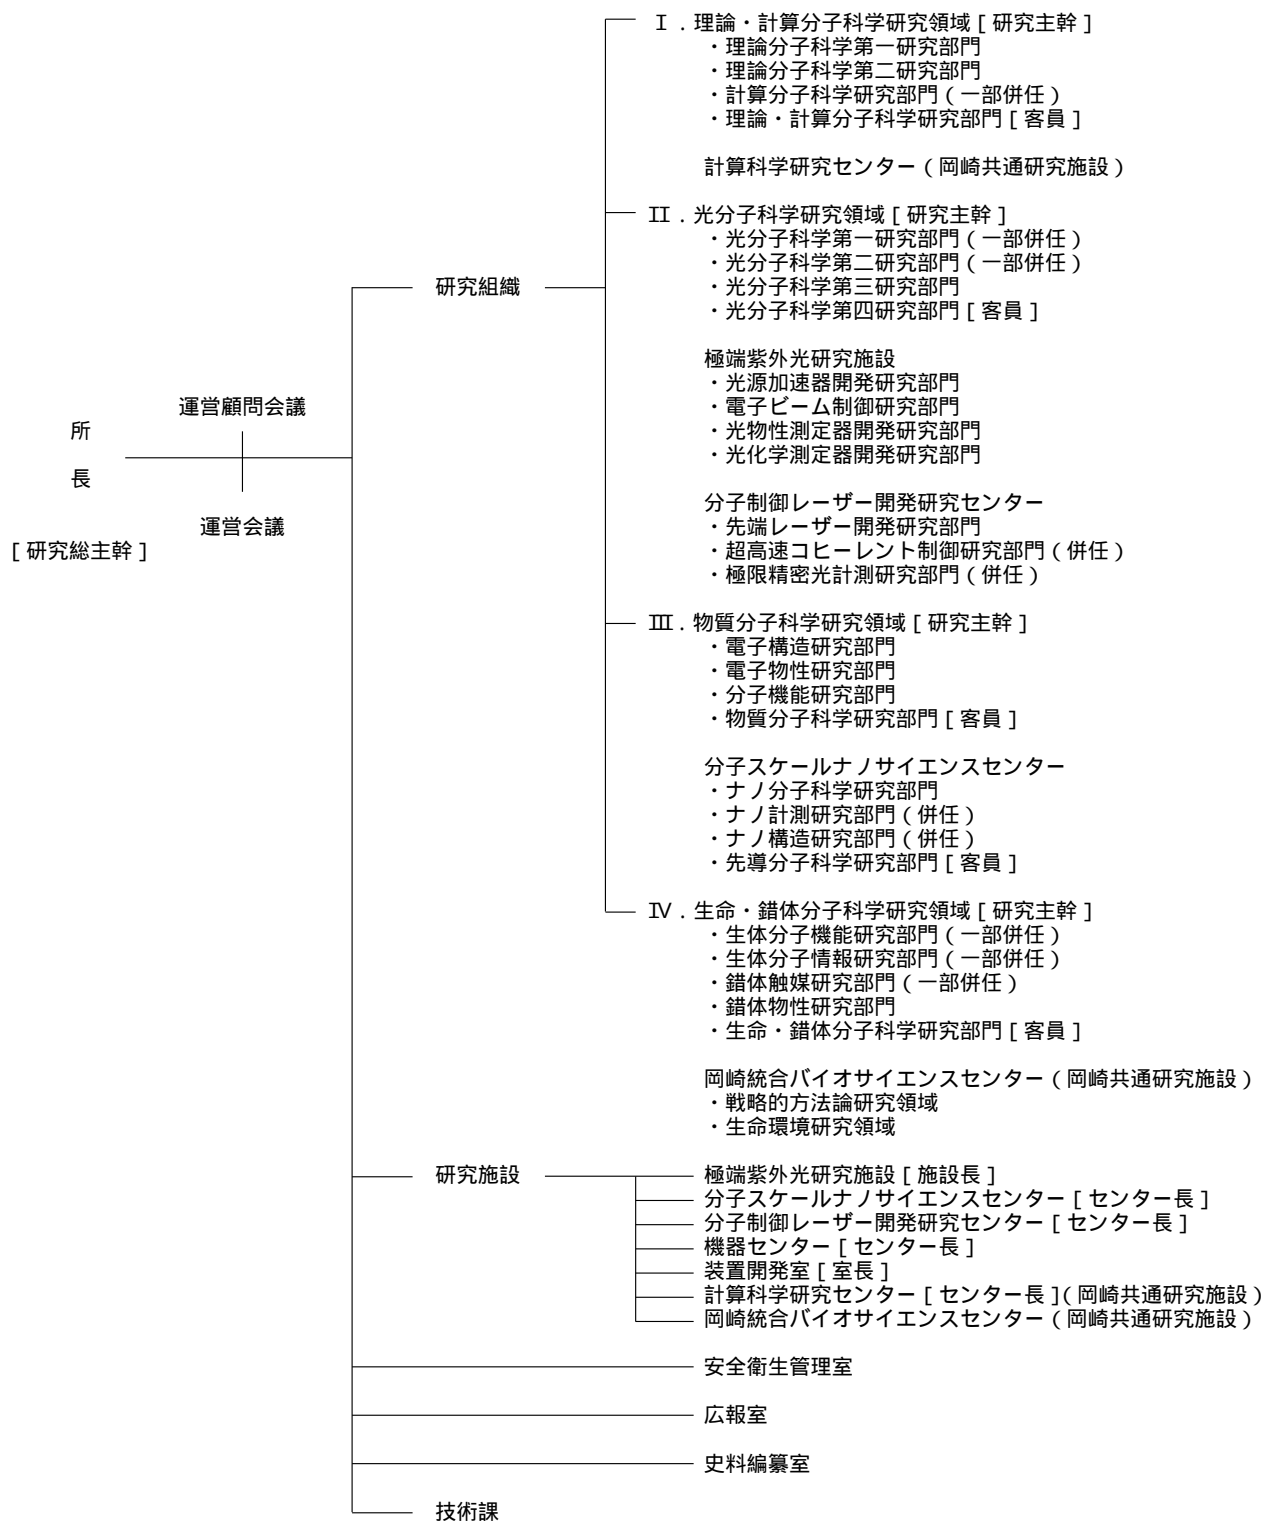 所
長
[ 研究総主幹 ]
運営顧問会議
運営会議
研究組織
Ⅰ．理論・計算分子科学研究領域 [ 研究主幹 ]
・理論分子科学第一研究部門
・理論分子科学第二研究部門
・計算分子科学研究部門 ( 一部併任 )
・理論・計算分子科学研究部門 [ 客員 ]
計算科学研究センター ( 岡崎共通研究施設 )
Ⅱ．光分子科学研究領域 [ 研究主幹 ]
・光分子科学第一研究部門 ( 一部併任 )
・光分子科学第二研究部門 ( 一部併任 )
・光分子科学第三研究部門
・光分子科学第四研究部門 [ 客員 ]
極端紫外光研究施設
・光源加速器開発研究部門
・電子ビーム制御研究部門
・光物性測定器開発研究部門
・光化学測定器開発研究部門
分子制御レーザー開発研究センター
・先端レーザー開発研究部門
・超高速コヒーレント制御研究部門 ( 併任 )
・極限精密光計測研究部門 ( 併任 )
Ⅲ．物質分子科学研究領域 [ 研究主幹 ]
・電子構造研究部門
・電子物性研究部門
・分子機能研究部門
・物質分子科学研究部門 [ 客員 ]
分子スケールナノサイエンスセンター
・ナノ分子科学研究部門
・ナノ計測研究部門 ( 併任 )
・ナノ構造研究部門 ( 併任 )
・先導分子科学研究部門 [ 客員 ]
Ⅳ．生命・錯体分子科学研究領域 [ 研究主幹 ]
・生体分子機能研究部門 ( 一部併任 )
・生体分子情報研究部門 ( 一部併任 )
・錯体触媒研究部門 ( 一部併任 )
・錯体物性研究部門
・生命・錯体分子科学研究部門 [ 客員 ]
岡崎統合バイオサイエンスセンター ( 岡崎共通研究施設 )
・戦略的方法論研究領域
・生命環境研究領域
研究施設
極端紫外光研究施設 [ 施設長 ]
分子スケールナノサイエンスセンター [ センター長 ]
分子制御レーザー開発研究センター [ センター長 ]
機器センター [ センター長 ]
装置開発室 [ 室長 ]
計算科学研究センター [ センター長 ]( 岡崎共通研究施設 )
岡崎統合バイオサイエンスセンター ( 岡崎共通研究施設 )
安全衛生管理室
広報室
史料編纂室
技術課